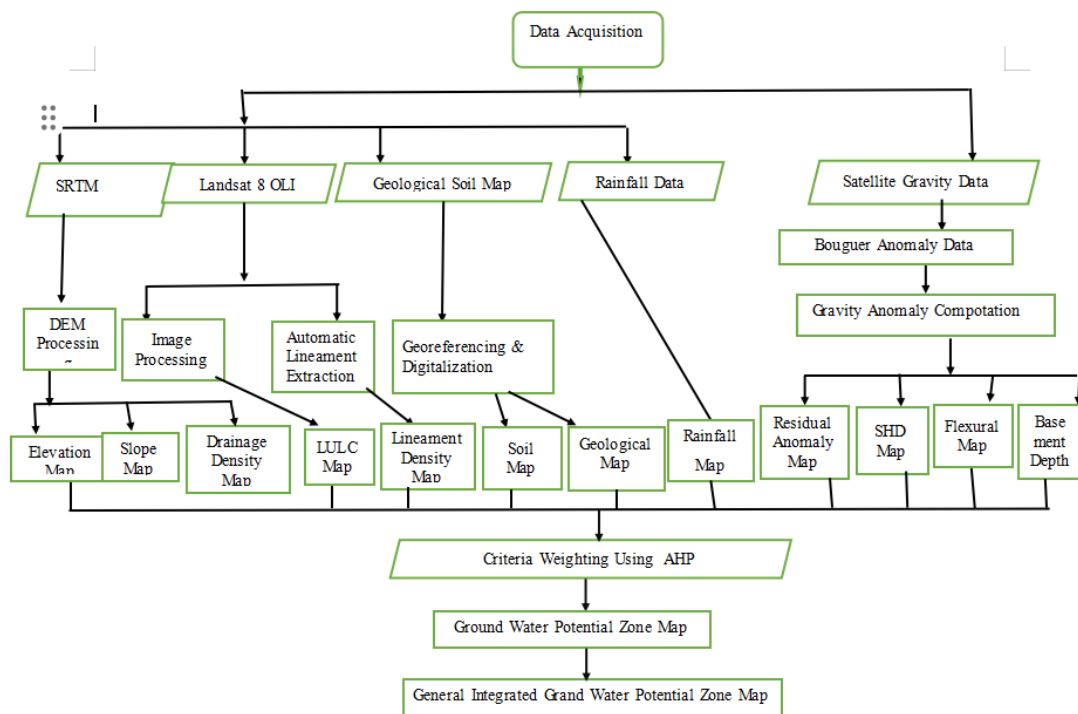 Data Acquisition
SRTM
Landsat 8 OLI
Geological Soil Map
Rainfall Data
Satellite Gravity Data
Bouguer Anomaly Data
Gravity Anomaly Compotation
DEM
Processin
Image
Processing
Automatic
Lineament
Extraction
Georeferencing &
Digitalization
Elevation
Map
Slope
Map
Drainage
Density
Map
LULC
Map
Lineament
Density
Map
Soil
Map
Geological
Map
Rainfall
Map
Residual
Anomaly
Map
SHD
Map
Flexural
Map
Base
ment
Depth
Criteria Weighting Using AHP
Ground Water Potential Zone Map
General Integrated Grand Water Potential Zone Map